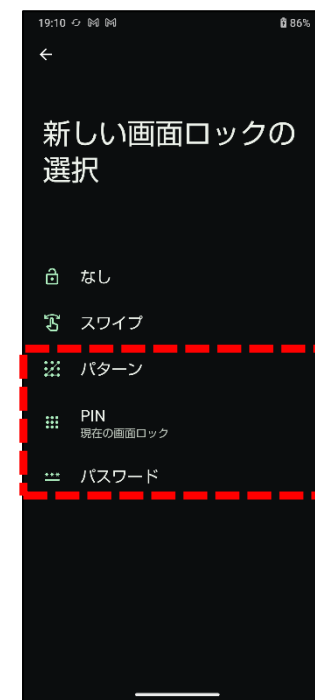 19:10 86%
新しい画面ロックの
選択
なし
スワイプ
パターン
PIN
現在の画面ロック
パスワード